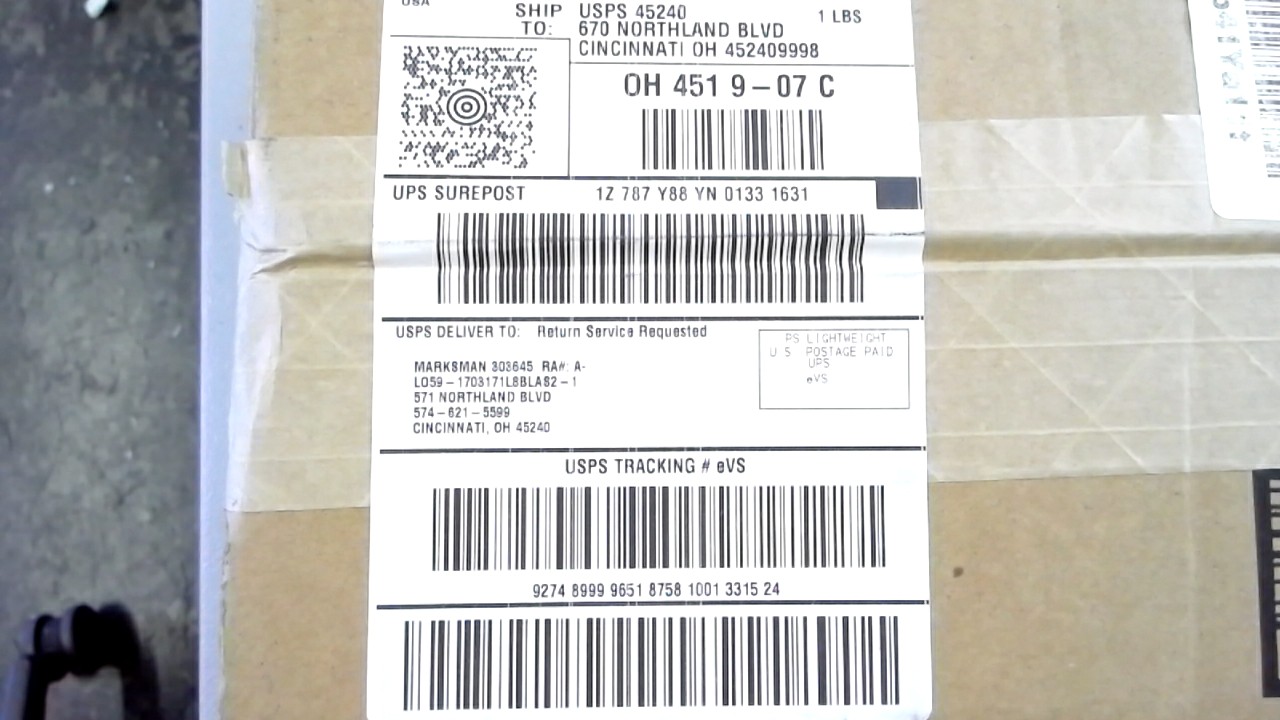 USA
SHIP TO:
USPS 45240
670 NORTHLAND BLVD
CINCINNATI OH 452409998
1 LBS
OH 451 9-07 C
UPS SUREPOST
1Z 787 Y88 YN 0133 1631
USPS DELIVER TO: Return Service Requested
MARKSMAN 303645 RA#: A-
L059-1703171L8BLAS2-1
571 NORTHLAND BLVD
574-621-5599
CINCINNATI, OH 45240
PS LIGHTWEIGHT
U.S. POSTAGE PAID
UPS
eVS
USPS TRACKING # eVS
9274 8999 9651 8758 1001 3315 24